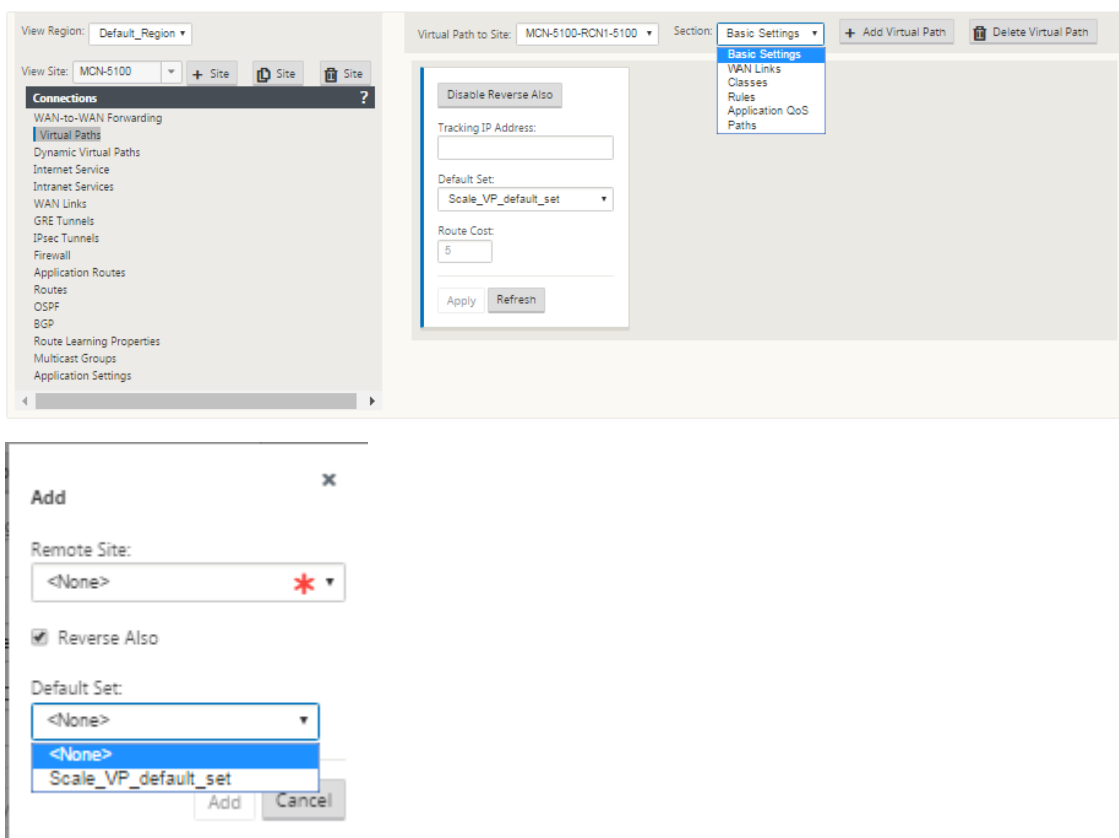 View Region: Default_Region
Virtual Path to Site: MCN-5100-RCN1-5100 Section: Basic Settings + Add Virtual Path Delete Virtual Path
Basic Settings
WAN Links
Classes
Rules
Application QoS
Paths
View Site: MCN-5100 + Site Site Site
Connections ?
WAN-to-WAN Forwarding
Virtual Paths
Dynamic Virtual Paths
Internet Service
Intranet Services
WAN Links
GRE Tunnels
IPsec Tunnels
Firewall
Application Routes
Routes
OSPF
BGP
Route Learning Properties
Multicast Groups
Application Settings
Disable Reverse Also
Tracking IP Address:
Default Set:
Scale_VP_default_set
Route Cost:
5
Apply Refresh
Add
Remote Site:
<None>
Reverse Also
Default Set:
<None>
<None>
Scale_VP_default_set
Add Cancel